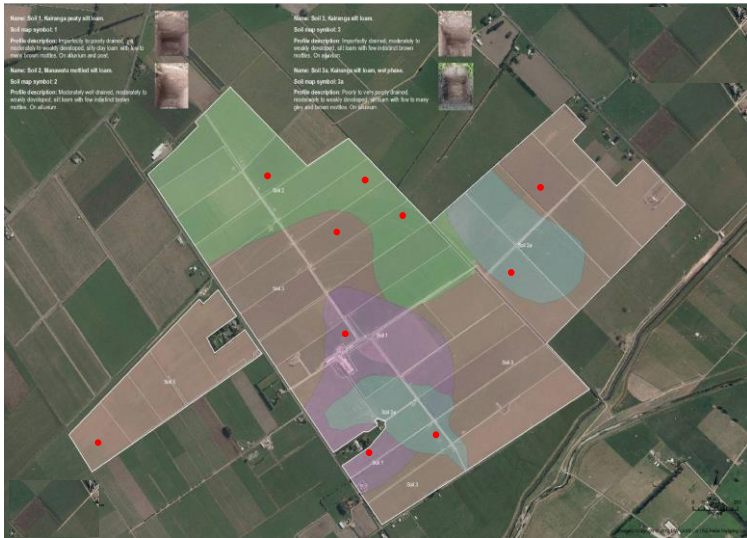 Name: Soil 1, Kairanga peaty silt loam.
Soil map symbol: 1
Profile description: Imperfectly to poorly drained,
moderately to weakly developed, silty clay loam with few to
many brown mottles. On alluvium and peat.
Name: Soil 2, Manawatu mottled silt loam.
Soil map symbol: 2
Profile description: Moderately well drained, moderately to
weakly developed, silt loam with few indistinct brown
mottles. On alluvium
Name: Soil 3, Kairanga silt loam.
Soil map symbol: 3
Profile description: Imperfectly drained, moderately to
weakly developed, silt loam with few indistinct brown
mottles. On alluvium
Name: Soil 3a, Kairanga silt loam, wet phase.
Soil map symbol: 3a
Profile description: Poorly to very poorly drained,
moderately to weakly developed, silt loam with few to many
grey and brown mottles. On alluvium
Soil 2
Soil 3a
Soil 3
Soil 1
Soil 3
Soil 3
Soil 3a
Soil 1
Soil 3